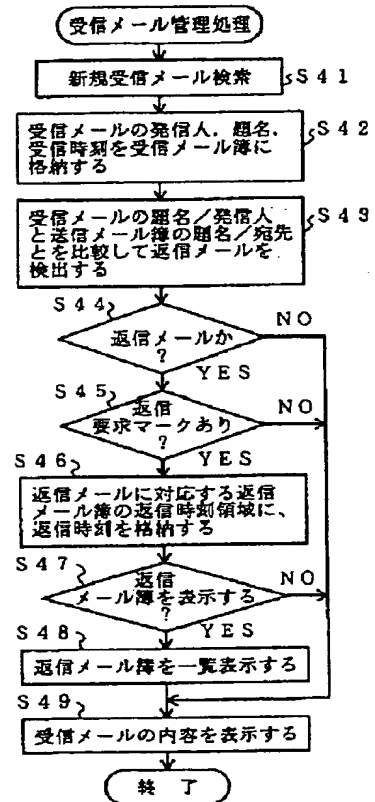 受信メール管理処理
新規受信メール検索
S41
受信メールの発信人，題名，
受信時刻を受信メール簿に
格納する
S42
受信メールの題名／発信人
と送信メール簿の題名／宛先
とを比較して返信メールを
検出する
S43
S44
返信メールか
?
NO
YES
S45
返信
要求マークあり
?
NO
YES
S46
返信メールに対応する返信
メール簿の返信時刻領域に、
返信時刻を格納する
S47
返信
メール簿を表示する
?
NO
YES
S48
返信メール簿を一覧表示する
S49
受信メールの内容を表示する
終 了